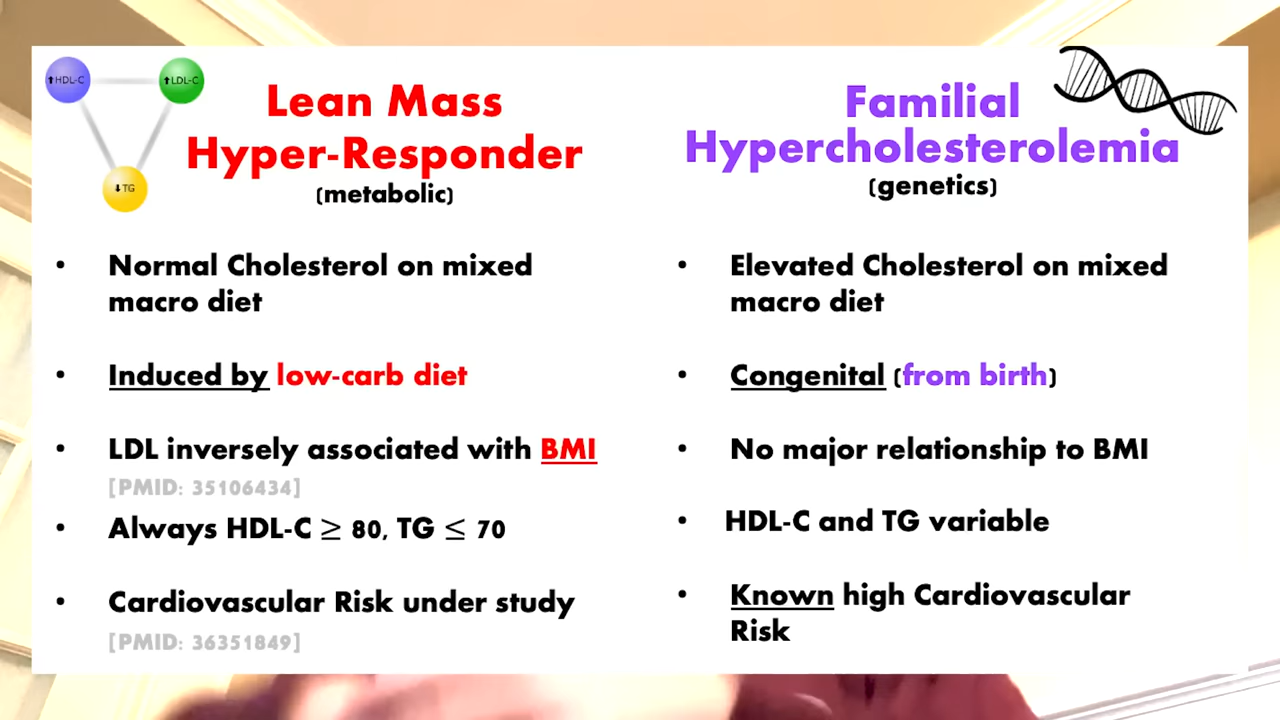 ⬆HDL-C
⬆LDL-C
⬇TG
Lean Mass
Hyper-Responder
(metabolic)
• Normal Cholesterol on mixed
macro diet
• Induced by low-carb diet
• LDL inversely associated with BMI
[PMID: 35106434]
• Always HDL-C ≥ 80, TG ≤ 70
• Cardiovascular Risk under study
[PMID: 36351849]
Familial
Hypercholesterolemia
(genetics)
• Elevated Cholesterol on mixed
macro diet
• Congenital (from birth)
• No major relationship to BMI
• HDL-C and TG variable
• Known high Cardiovascular
Risk